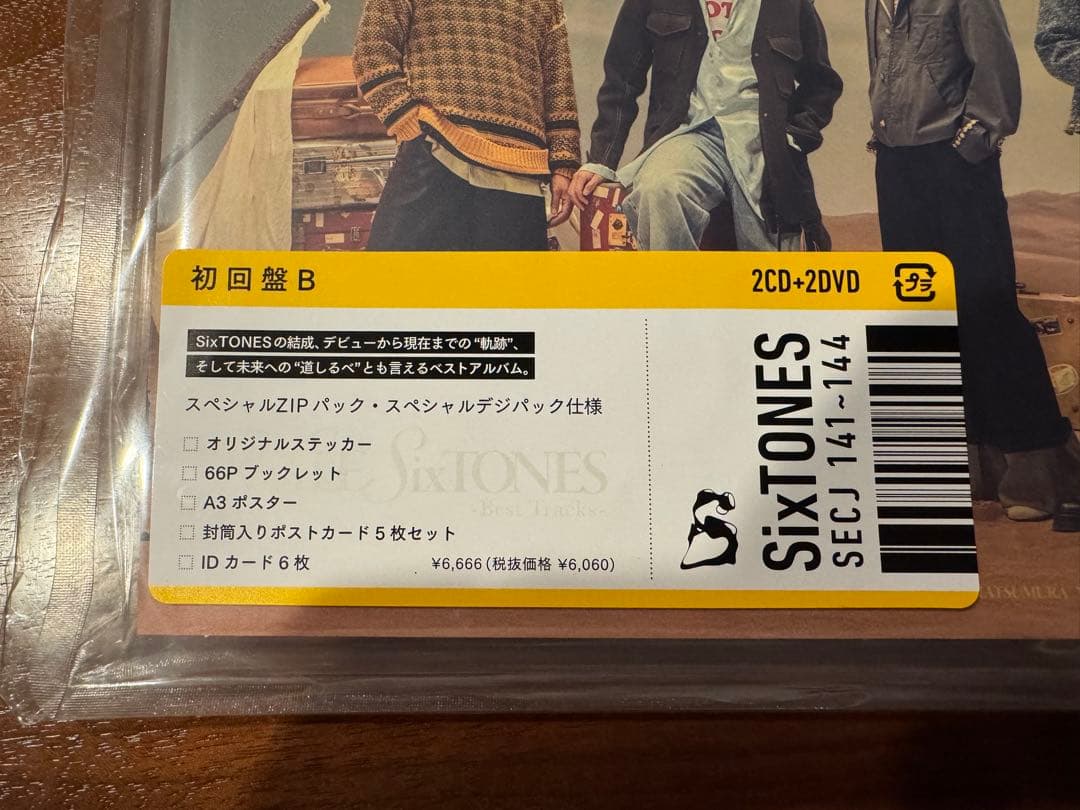 初回盤B
2CD+2DVD
プラ
SixTONESの結成、デビューから現在までの“軌跡”、
そして未来への“道しるべ”とも言えるベストアルバム。
スペシャルZIPパック・スペシャルデジパック仕様
オリジナルステッカー
66P ブックレット
A3 ポスター
封筒入りポストカード 5 枚セット
ID カード 6 枚
¥6,666(税抜価格 ¥6,060)
SixTONES
-Best Tracks-
SixTONES
SECJ 141~144